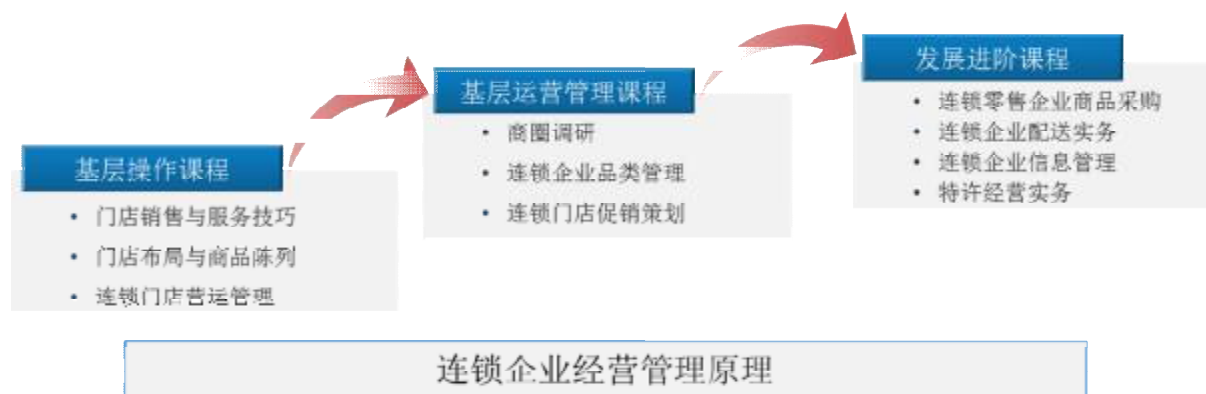 基层操作课程
• 门店销售与服务技巧
• 门店布局与商品陈列
• 连锁门店营运管理
基层运营管理课程
• 商圈调研
• 连锁企业品类管理
• 连锁门店促销策划
发展进阶课程
• 连锁零售企业商品采购
• 连锁企业配送实务
• 连锁企业信息管理
• 特许经营实务
连锁企业经营管理原理